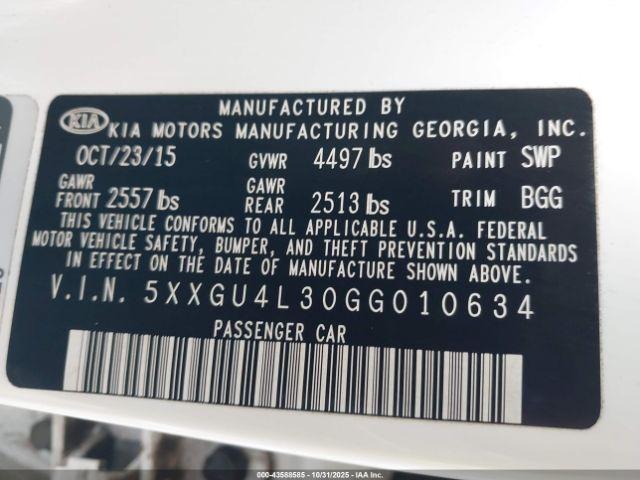 MANUFACTURED BY
KIA KIA MOTORS MANUFACTURING GEORGIA, INC.
OCT/23/15 GVWR 4497 lbs PAINT SWP
GAWR FRONT 2557 lbs GAWR REAR 2513 lbs TRIM BGG
THIS VEHICLE CONFORMS TO ALL APPLICABLE U.S.A. FEDERAL
MOTOR VEHICLE SAFETY, BUMPER, AND THEFT PREVENTION STANDARDS
IN EFFECT ON THE DATE OF MANUFACTURE SHOWN ABOVE.
V.I.N. 5XXGU4L30GG010634
PASSENGER CAR
000-43588585 - 10/31/2025 - IAA Inc.